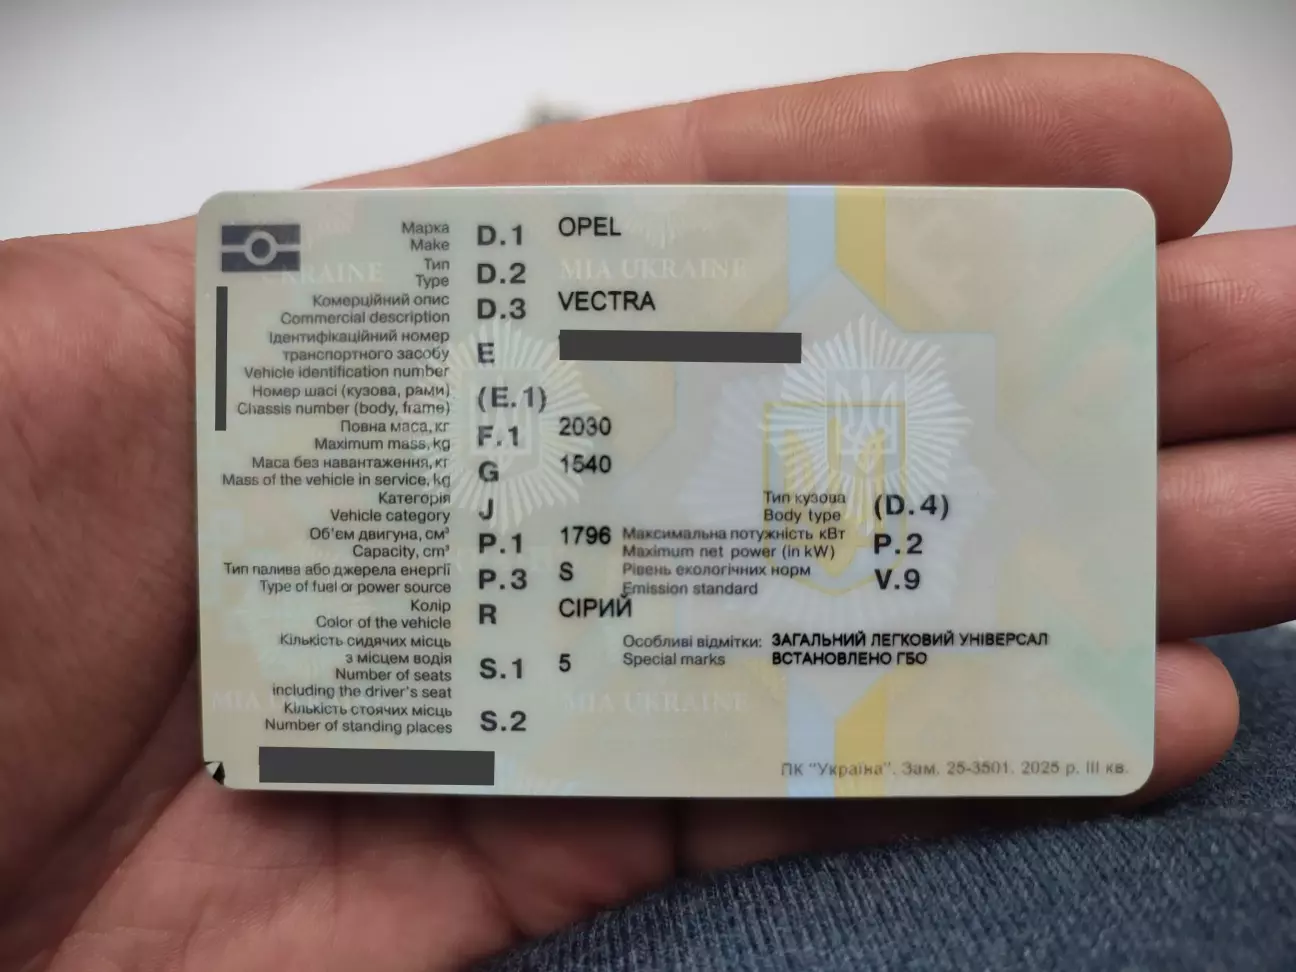 Марка D.1 OPEL
Make
Тип D.2
Type
Комерційний опис D.3 VECTRA
Commercial description
Ідентифікаційний номер
транспортного засобу E
Vehicle identification number
Номер шасі (кузова, рами) (E.1)
Chassis number (body, frame)
Повна маса, кг F.1 2030
Maximum mass, kg
Маса без навантаження, кг G 1540
Mass of the vehicle in service, kg
Категорія J
Vehicle category
Тип кузова (D.4)
Body type
Об'єм двигуна, см³ P.1 1796
Capacity, cm³
Максимальна потужність кВт P.2
Maximum net power (in kW)
Тип палива або джерела енергії P.3 S
Type of fuel or power source
Рівень екологічних норм V.9
Emission standard
Колір R СІРИЙ
Color of the vehicle
Кількість сидячих місць
з місцем водія S.1 5
Number of seats
including the driver's seat
Особливі відмітки: ЗАГАЛЬНИЙ ЛЕГКОВИЙ УНІВЕРСАЛ
Special marks ВСТАНОВЛЕНО ГБО
Кількість стоячих місць S.2
Number of standing places
ПК "Україна". Зам. 25-3501. 2025 р. III кв.
UKRAINE
MIA UKRAINE
MIA UKRAINE
MIA UKRAINE